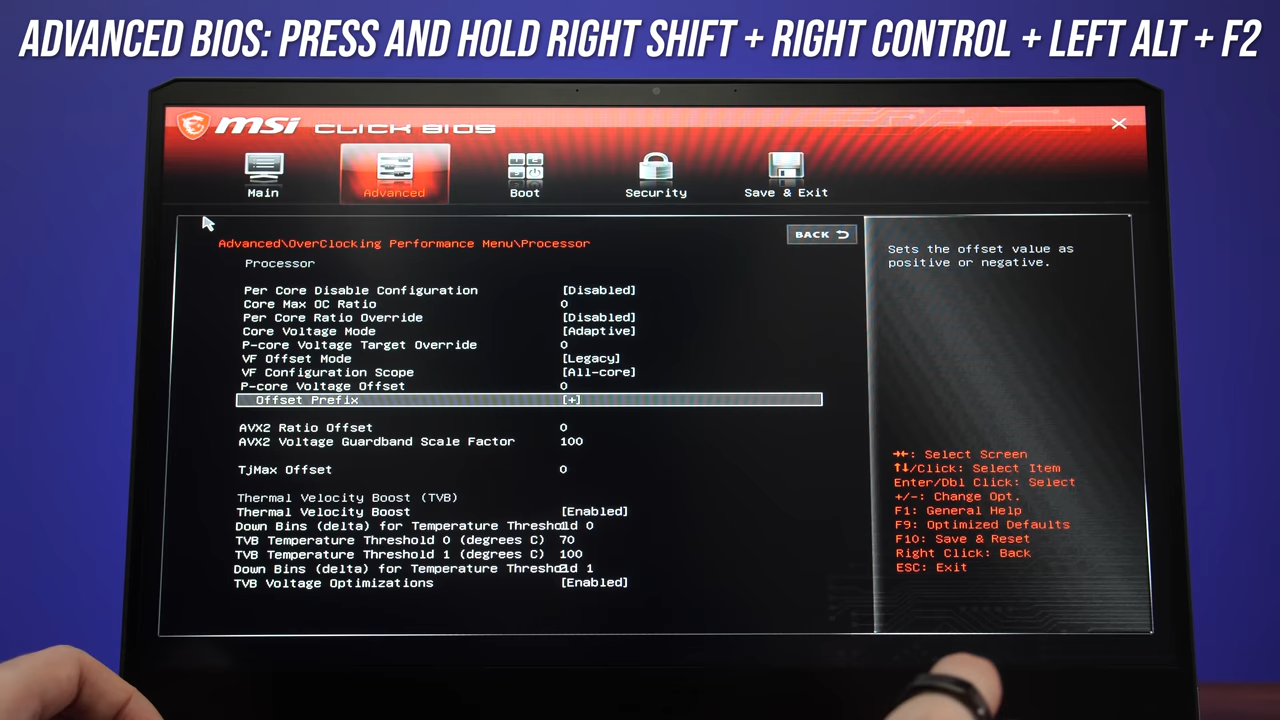 ADVANCED BIOS: PRESS AND HOLD RIGHT SHIFT + RIGHT CONTROL + LEFT ALT + F2
msi CLICK BIOS
Main Advanced Boot Security Save & Exit
BACK
Advanced\OverClocking Performance Menu\Processor
Processor
Per Core Disable Configuration [Disabled]
Core Max OC Ratio 0
Per Core Ratio Override [Disabled]
Core Voltage Mode [Adaptive]
P-core Voltage Target Override 0
VF Offset Mode [Legacy]
VF Configuration Scope [All-core]
P-core Voltage Offset 0
Offset Prefix [+]
AVX2 Ratio Offset 0
AVX2 Voltage Guardband Scale Factor 100
TjMax Offset 0
Thermal Velocity Boost (TVB)
Thermal Velocity Boost [Enabled]
Down Bins (delta) for Temperature Threshold 0
TVB Temperature Threshold 0 (degrees C) 70
TVB Temperature Threshold 1 (degrees C) 100
Down Bins (delta) for Temperature Threshold 1
TVB Voltage Optimizations [Enabled]
Sets the offset value as
positive or negative.
→←: Select Screen
↑↓/Click: Select Item
Enter/Dbl Click: Select
+/-: Change Opt.
F1: General Help
F9: Optimized Defaults
F10: Save & Reset
Right Click: Back
ESC: Exit